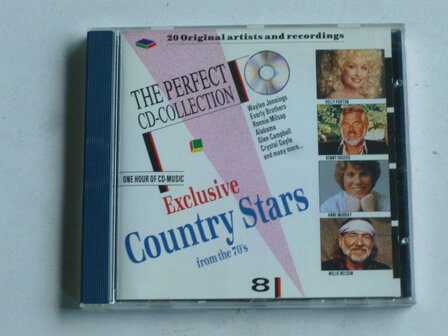 20 Original artists and recordings
THE PERFECT
CD-COLLECTION
Waylon Jennings
Everly Brothers
Ronnie Milsap
Alabama
Glen Campbell
Crystal Gayle
and many more...
DOLLY PARTON
KENNY ROGERS
ANNE MURRAY
WILLIE NELSON
ONE HOUR OF CD-MUSIC
Exclusive
Country Stars
from the 70's
8